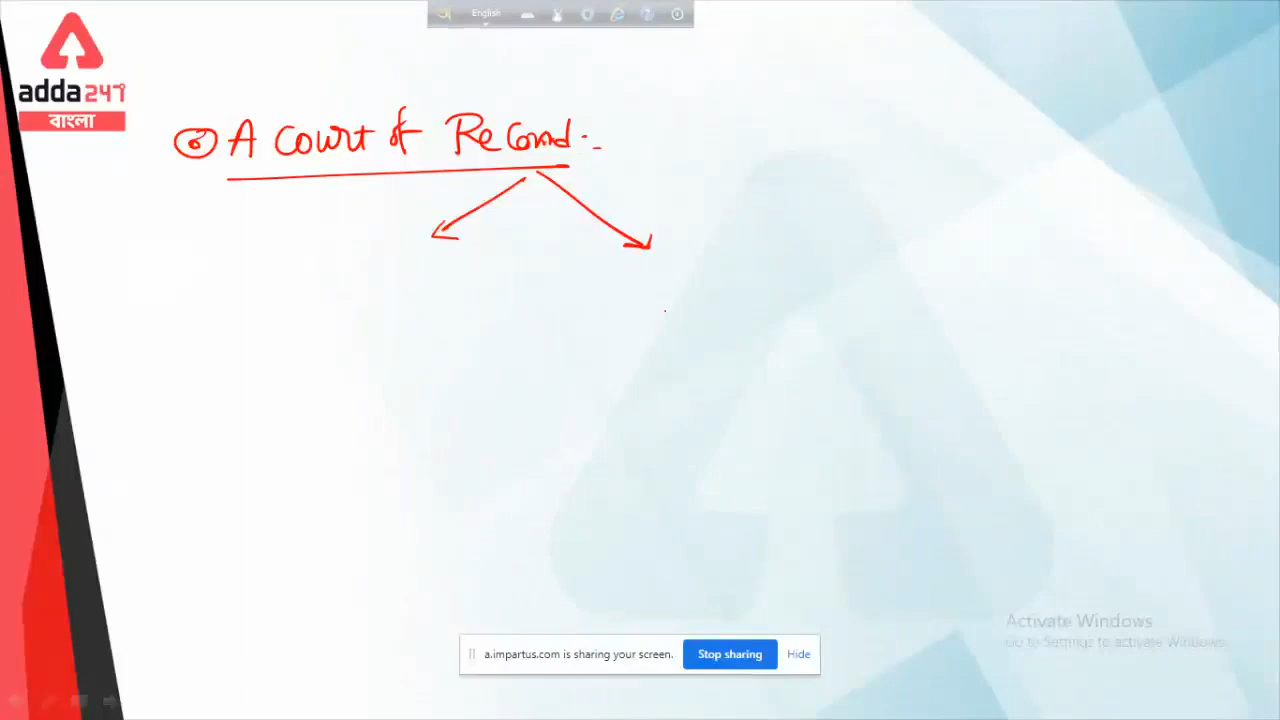 English
adda247
বাংলা
A Court of Record :-
Activate Windows
Go to Settings to activate Windows.
a.impartus.com is sharing your screen.
Stop sharing
Hide